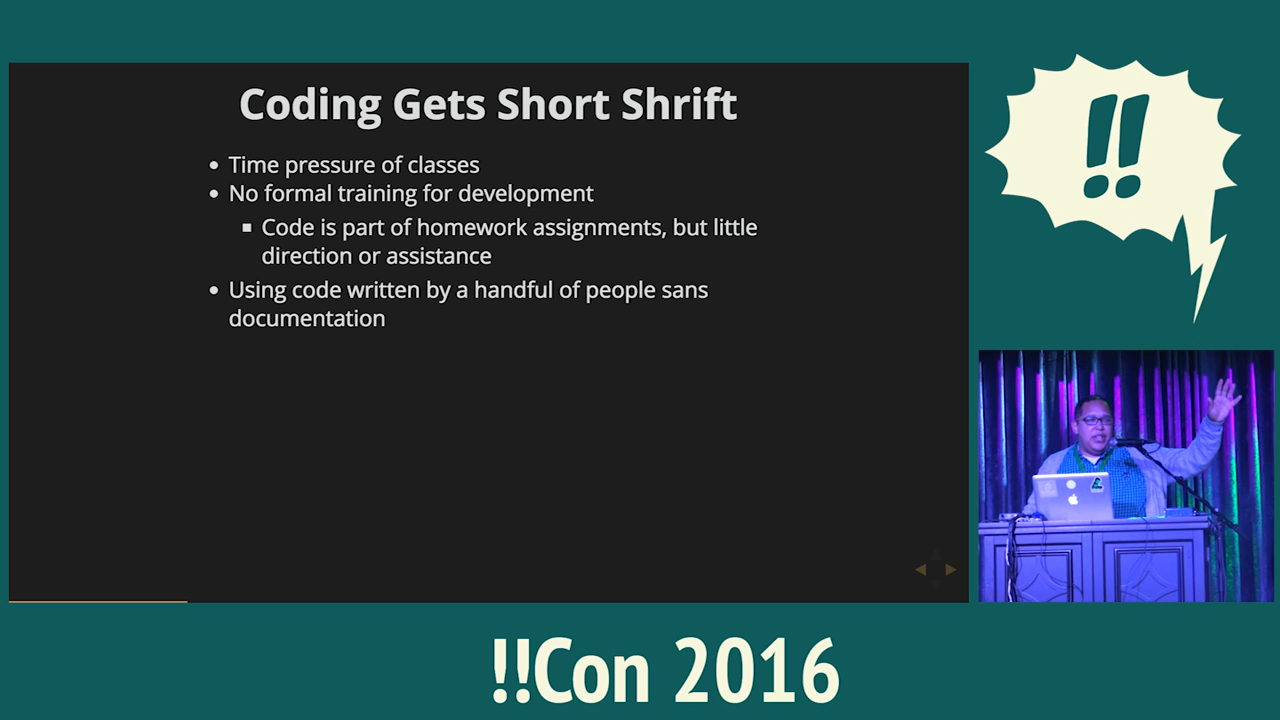 Coding Gets Short Shrift
• Time pressure of classes
• No formal training for development
▪ Code is part of homework assignments, but little
direction or assistance
• Using code written by a handful of people sans
documentation
!!
!!Con 2016